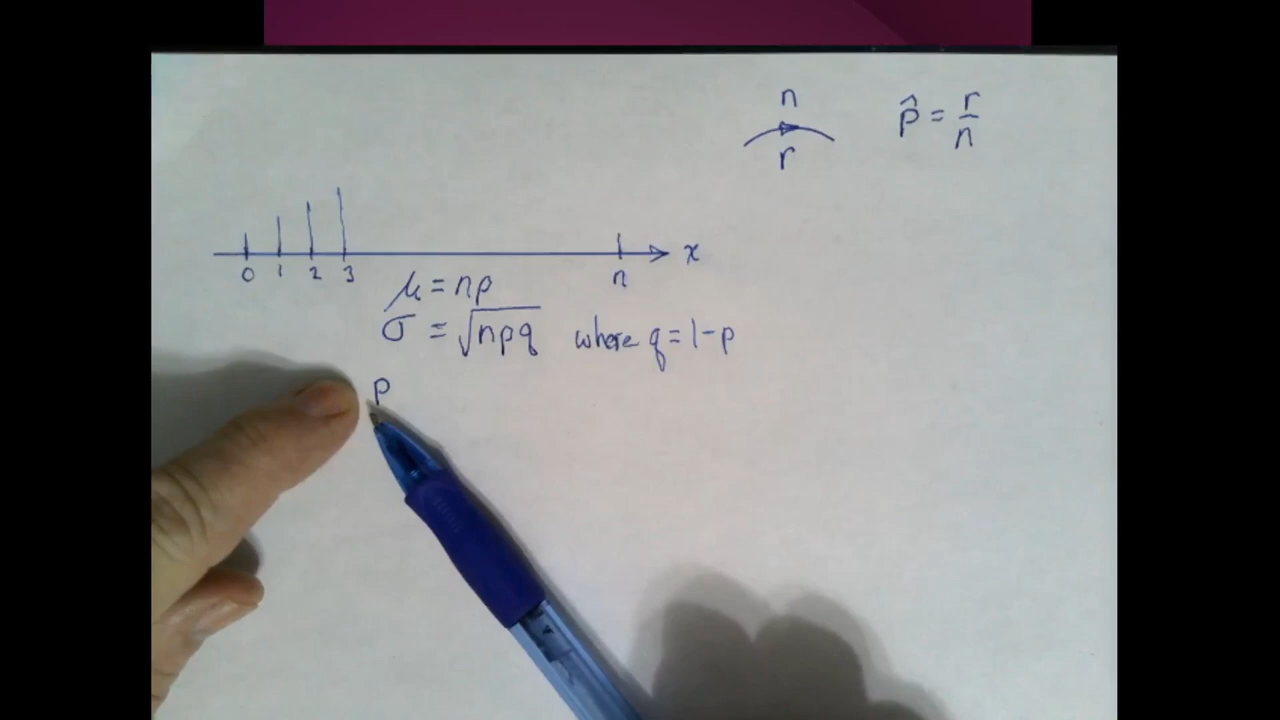 n
r
p̂ = r/n
0 1 2 3 n x
μ = np
σ = √npq where q = 1-p
p